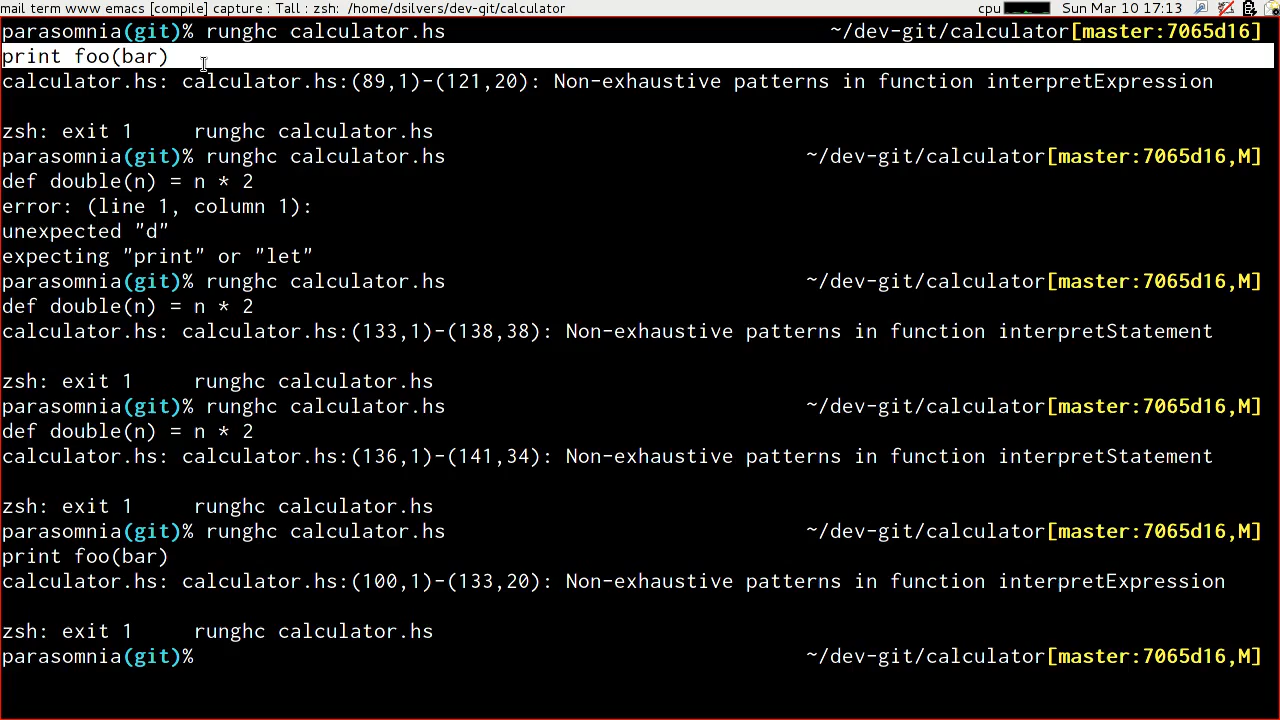 mail term www emacs [compile] capture : Tall : zsh: /home/dsilvers/dev-git/calculator cpu Sun Mar 10 17:13
parasomnia(git)% runghc calculator.hs ~/dev-git/calculator[master:7065d16]
print foo(bar)
calculator.hs: calculator.hs:(89,1)-(121,20): Non-exhaustive patterns in function interpretExpression
zsh: exit 1 runghc calculator.hs
parasomnia(git)% runghc calculator.hs ~/dev-git/calculator[master:7065d16,M]
def double(n) = n * 2
error: (line 1, column 1):
unexpected "d"
expecting "print" or "let"
parasomnia(git)% runghc calculator.hs ~/dev-git/calculator[master:7065d16,M]
def double(n) = n * 2
calculator.hs: calculator.hs:(133,1)-(138,38): Non-exhaustive patterns in function interpretStatement
zsh: exit 1 runghc calculator.hs
parasomnia(git)% runghc calculator.hs ~/dev-git/calculator[master:7065d16,M]
def double(n) = n * 2
calculator.hs: calculator.hs:(136,1)-(141,34): Non-exhaustive patterns in function interpretStatement
zsh: exit 1 runghc calculator.hs
parasomnia(git)% runghc calculator.hs ~/dev-git/calculator[master:7065d16,M]
print foo(bar)
calculator.hs: calculator.hs:(100,1)-(133,20): Non-exhaustive patterns in function interpretExpression
zsh: exit 1 runghc calculator.hs
parasomnia(git)% ~/dev-git/calculator[master:7065d16,M]